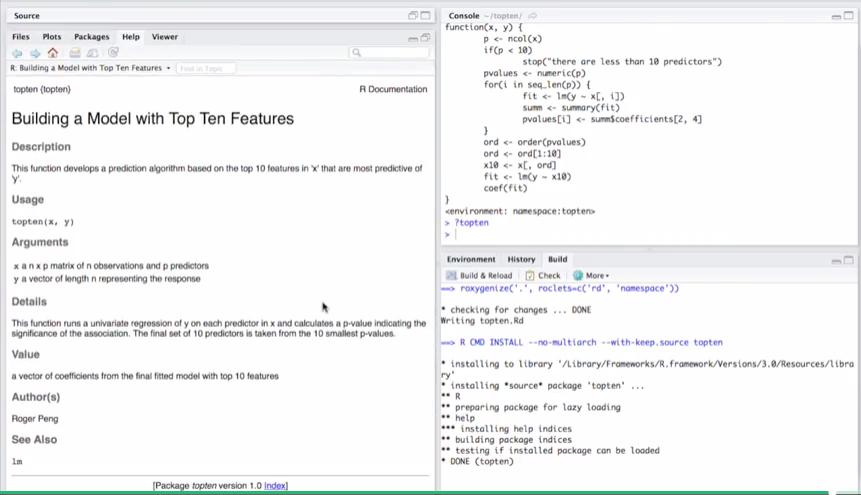 Source
Files Plots Packages Help Viewer
R: Building a Model with Top Ten Features
Find in Topic
topten {topten} R Documentation
Building a Model with Top Ten Features
Description
This function develops a prediction algorithm based on the top 10 features in 'x' that are most predictive of
'y'.
Usage
topten(x, y)
Arguments
x a n x p matrix of n observations and p predictors
y a vector of length n representing the response
Details
This function runs a univariate regression of y on each predictor in x and calculates a p-value indicating the
significance of the association. The final set of 10 predictors is taken from the 10 smallest p-values.
Value
a vector of coefficients from the final fitted model with top 10 features
Author(s)
Roger Peng
See Also
lm
[Package topten version 1.0 Index]
Console ~/topten/
function(x, y) {
p <- ncol(x)
if(p < 10)
stop("there are less than 10 predictors")
pvalues <- numeric(p)
for(i in seq_len(p)) {
fit <- lm(y ~ x[, i])
summ <- summary(fit)
pvalues[i] <- summ$coefficients[2, 4]
}
ord <- order(pvalues)
ord <- ord[1:10]
x10 <- x[, ord]
fit <- lm(y ~ x10)
coef(fit)
}
<environment: namespace:topten>
> ?topten
>
Environment History Build
Build & Reload Check More
==> roxygenize('.', roclets=c('rd', 'namespace'))
* checking for changes ... DONE
Writing topten.Rd
==> R CMD INSTALL --no-multiarch --with-keep.source topten
* installing to library '/Library/Frameworks/R.framework/Versions/3.0/Resources/libra
ry'
* installing *source* package 'topten' ...
** R
** preparing package for lazy loading
** help
*** installing help indices
** building package indices
** testing if installed package can be loaded
* DONE (topten)